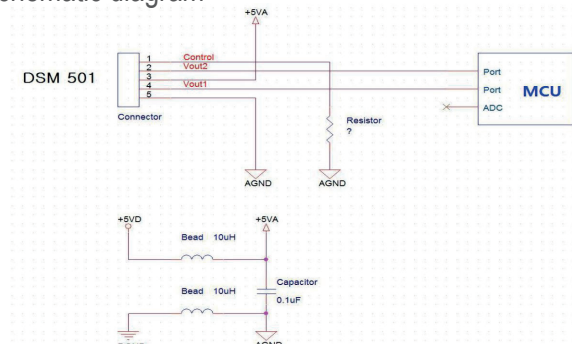 schematic diagram
+5VA
DSM 501
1 Control
2 Vout2
3
4 Vout1
5
Connector
Port
Port
ADC
MCU
Resistor
?
AGND
AGND
+5VD
+5VA
Bead 10uH
Capacitor
0.1uF
Bead 10uH
AGND